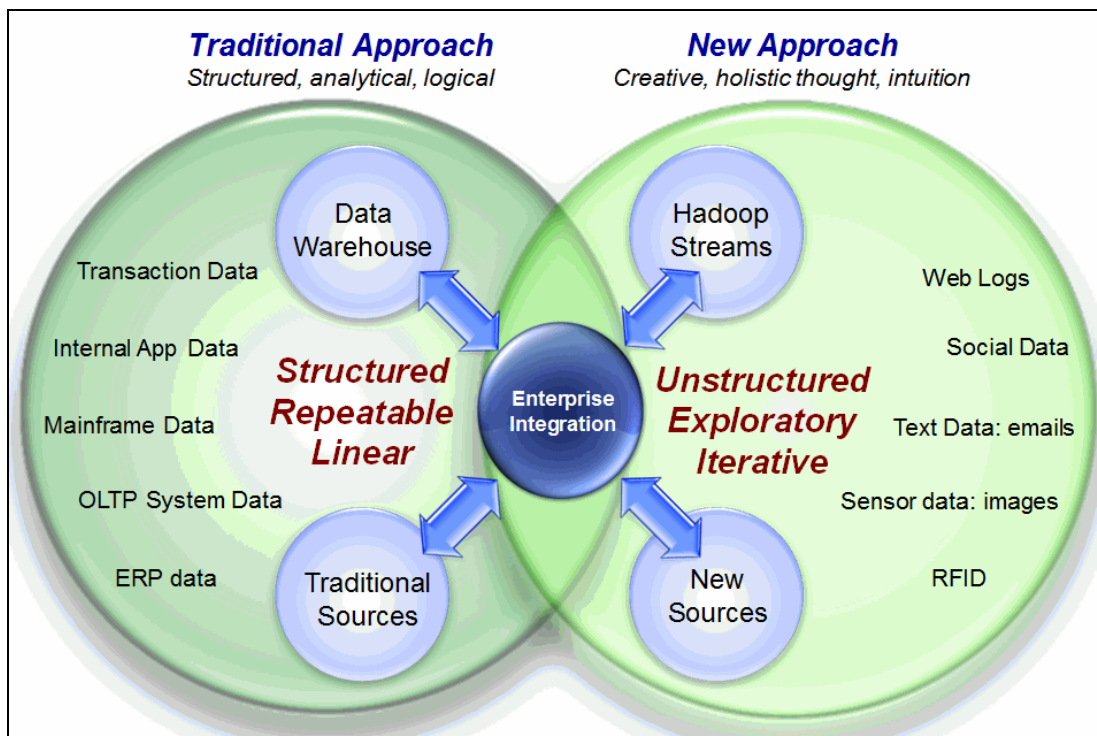 Traditional Approach
Structured, analytical, logical
New Approach
Creative, holistic thought, intuition
Data
Warehouse
Transaction Data
Internal App Data
Structured
Repeatable
Linear
Mainframe Data
OLTP System Data
ERP data
Traditional
Sources
Enterprise
Integration
Hadoop
Streams
Web Logs
Social Data
Unstructured
Exploratory
Iterative
Text Data: emails
Sensor data: images
RFID
New
Sources